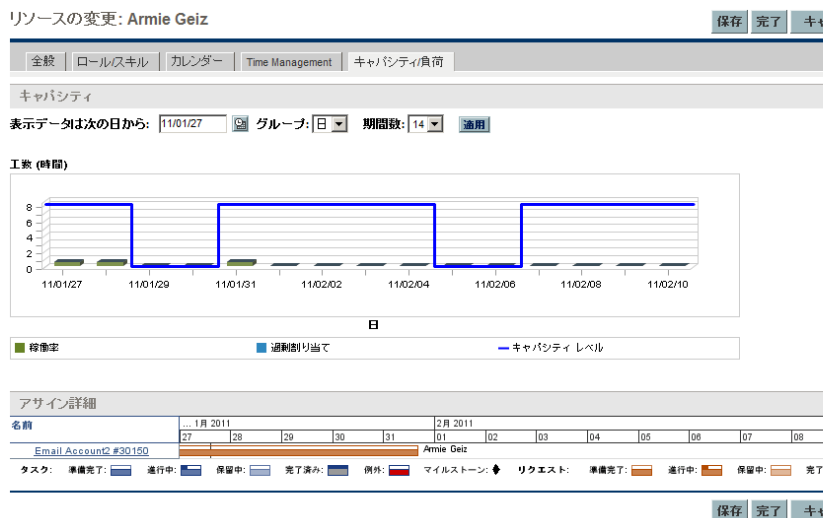 リソースの変更: Armie Geiz
保存 完了 キャ
全般 ロール/スキル カレンダー Time Management キャパシティ/負荷
キャパシティ
表示データは次の日から: 11/01/27 グループ: 日 期間数: 14 適用
工数 (時間)
8
6
4
2
0
11/01/27 11/01/29 11/01/31 11/02/02 11/02/04 11/02/06 11/02/08 11/02/10
日
稼働率 過剰割り当て キャパシティ レベル
アサイン詳細
名前 ... 1月 2011 2月 2011
27 28 29 30 31 01 02 03 04 05 06 07 08
Email Account2 #30150 Armie Geiz
タスク: 準備完了: 進行中: 保留中: 完了済み: 例外: マイルストーン: リクエスト: 準備完了: 進行中: 保留中: 完了
保存 完了 キャ